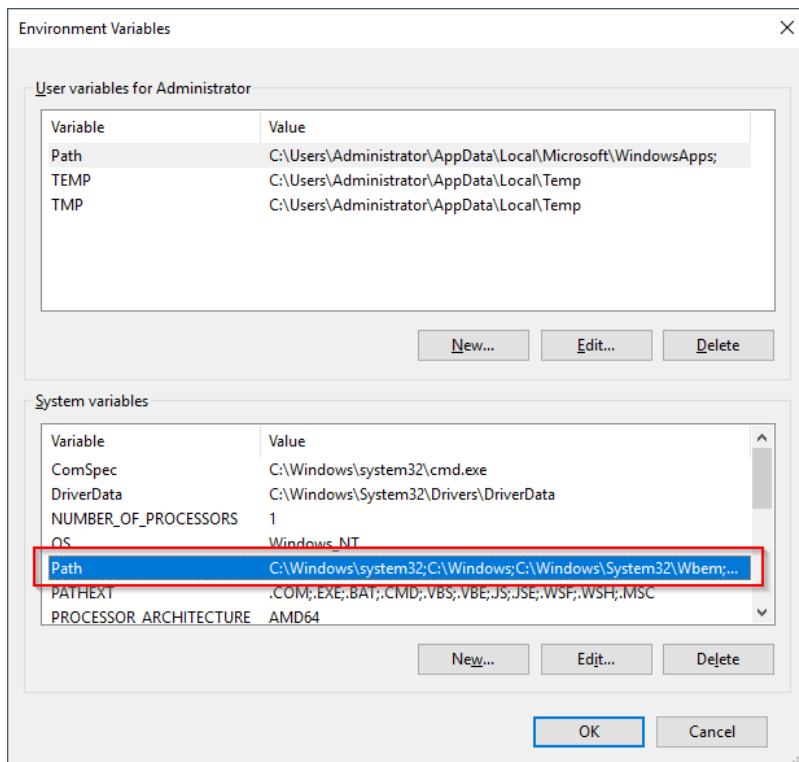 Environment Variables
User variables for Administrator
Variable Value
Path C:\Users\Administrator\AppData\Local\Microsoft\WindowsApps;
TEMP C:\Users\Administrator\AppData\Local\Temp
TMP C:\Users\Administrator\AppData\Local\Temp
New... Edit... Delete
System variables
Variable Value
ComSpec C:\Windows\system32\cmd.exe
DriverData C:\Windows\System32\Drivers\DriverData
NUMBER_OF_PROCESSORS 1
OS Windows_NT
Path C:\Windows\system32;C:\Windows;C:\Windows\System32\Wbem;...
PATHEXT .COM;.EXE;.BAT;.CMD;.VBS;.VBE;.JS;.JSE;.WSF;.WSH;.MSC
PROCESSOR_ARCHITECTURE AMD64
New... Edit... Delete
OK Cancel